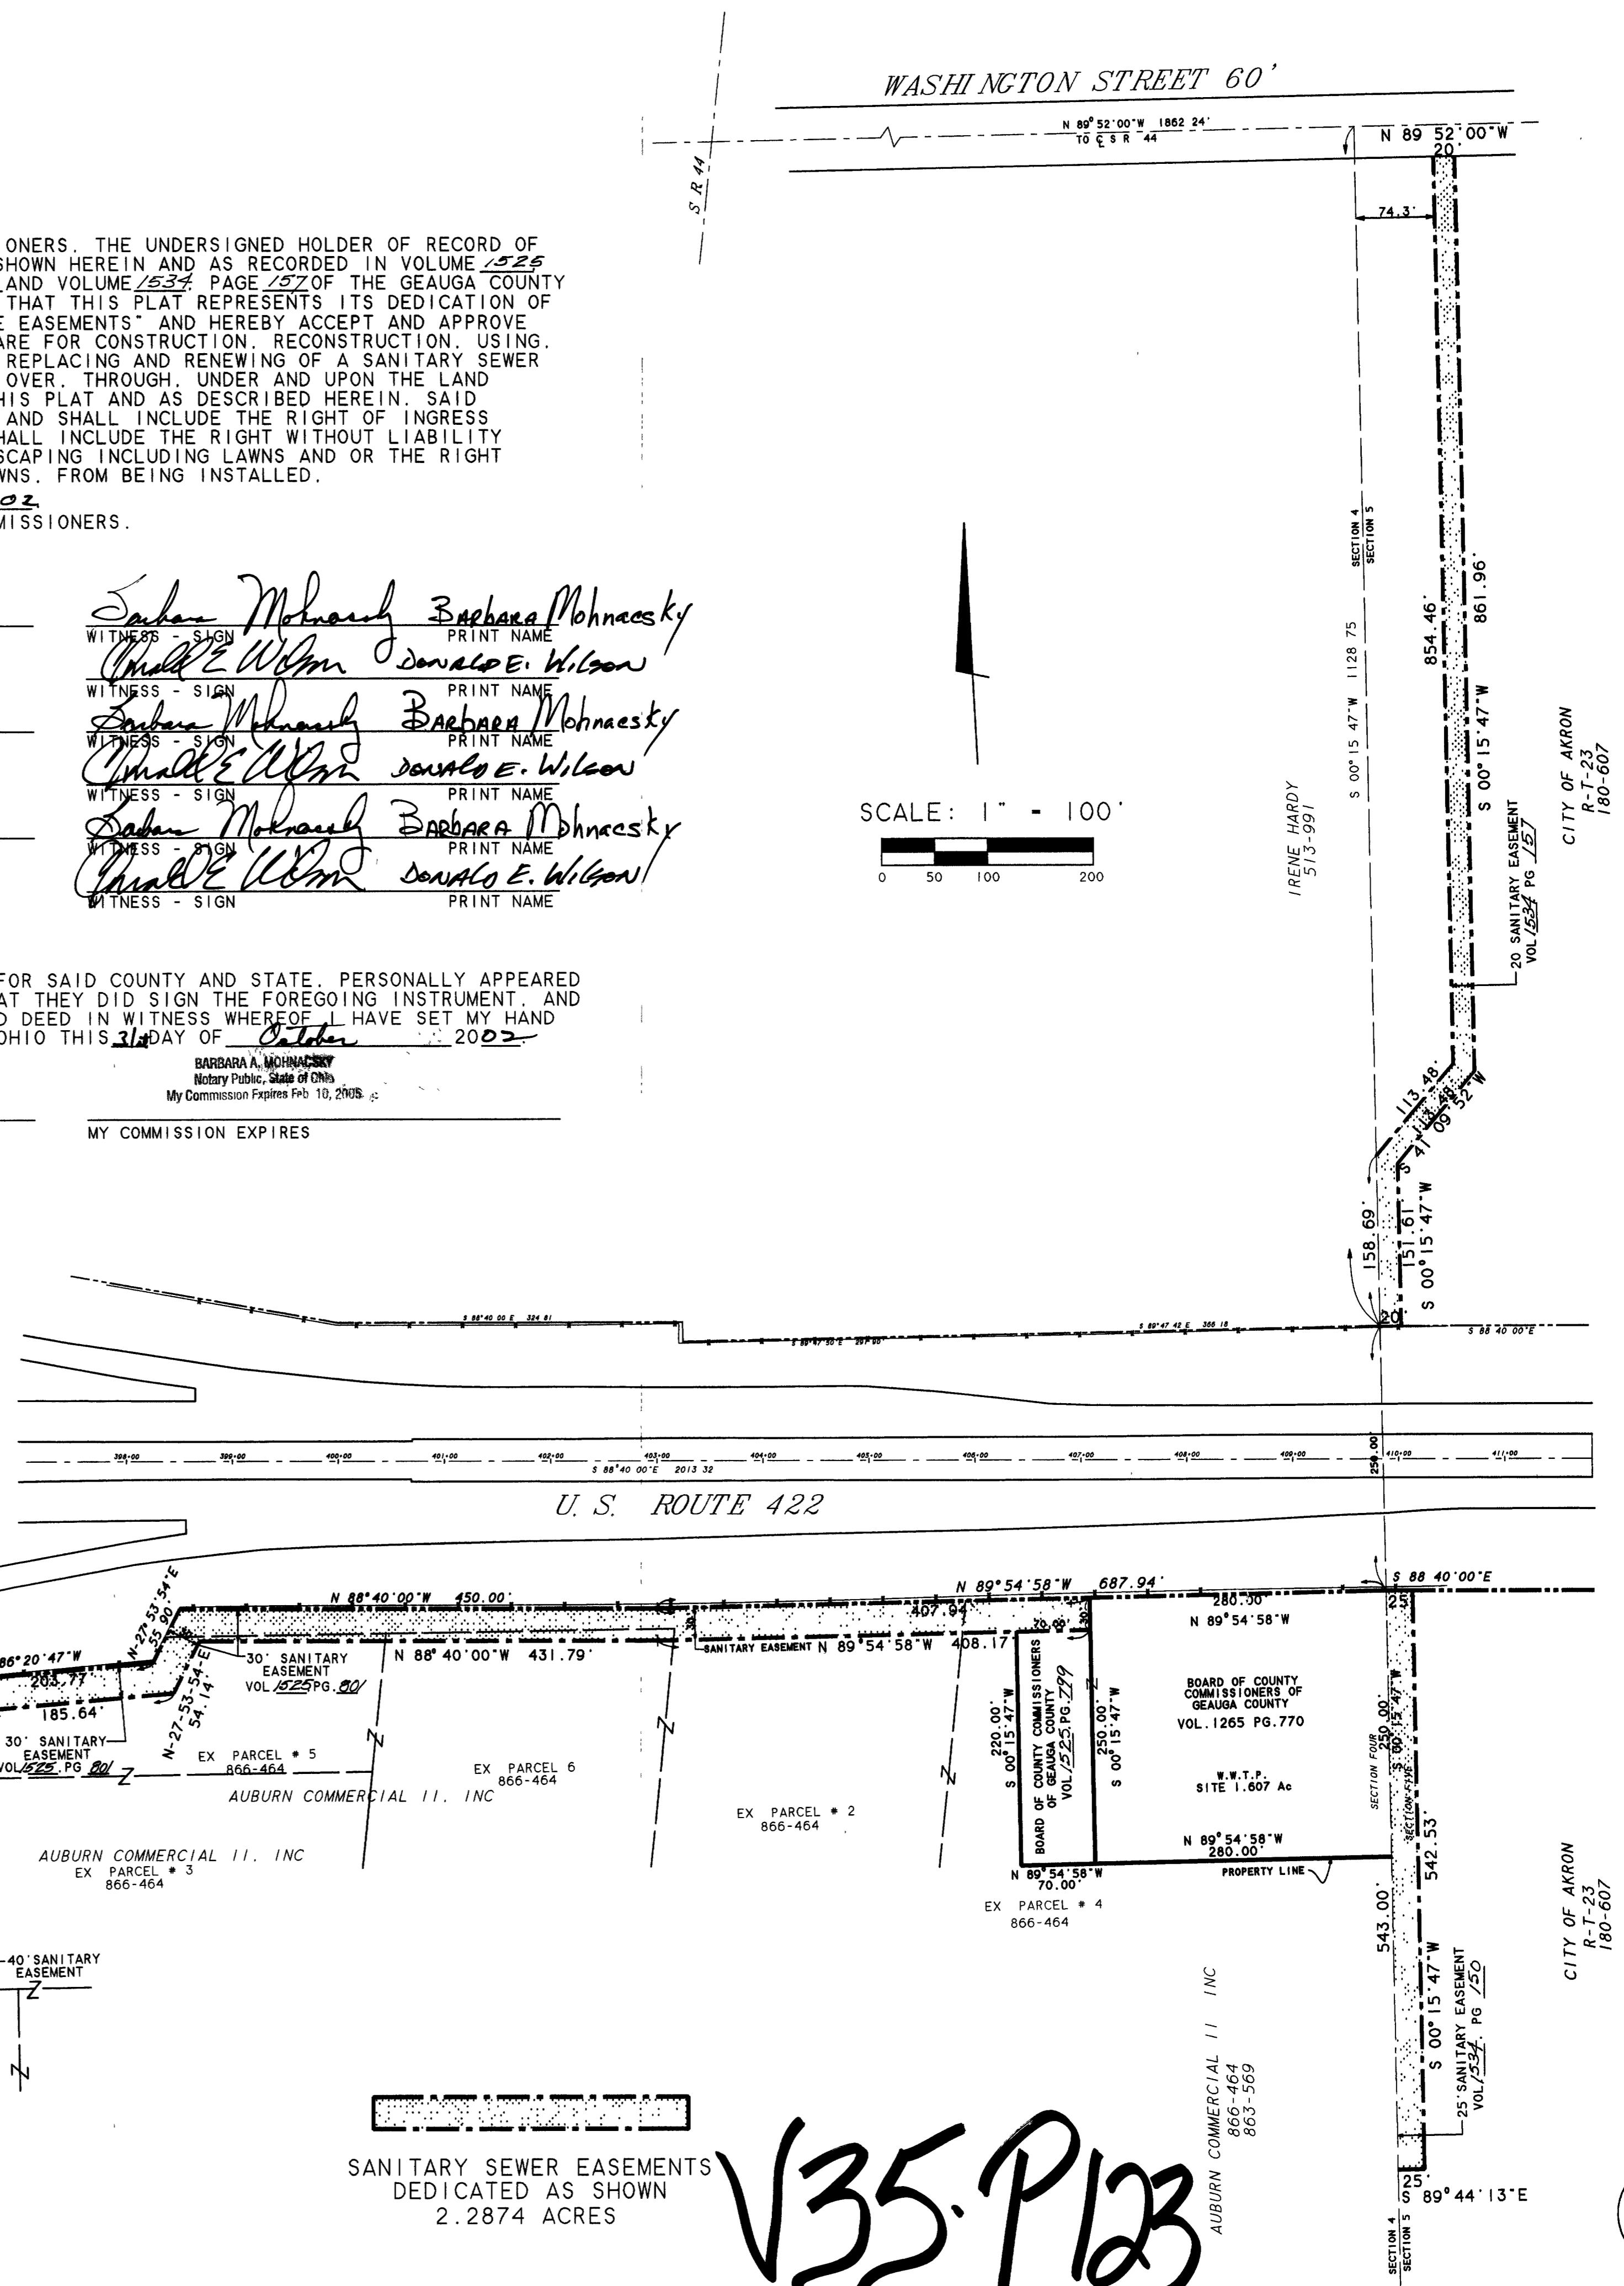 WASHINGTON STREET 60'
N 89°52'00"W 1862 24'
TO ℄ S R 44
N 89 52'00"W
20'
S R 44
74.3'
ONERS. THE UNDERSIGNED HOLDER OF RECORD OF
SHOWN HEREIN AND AS RECORDED IN VOLUME 1525
AND VOLUME 1534, PAGE 157 OF THE GEAUGA COUNTY
THAT THIS PLAT REPRESENTS ITS DEDICATION OF
E EASEMENTS" AND HEREBY ACCEPT AND APPROVE
ARE FOR CONSTRUCTION. RECONSTRUCTION. USING.
REPLACING AND RENEWING OF A SANITARY SEWER
OVER. THROUGH. UNDER AND UPON THE LAND
HIS PLAT AND AS DESCRIBED HEREIN. SAID
AND SHALL INCLUDE THE RIGHT OF INGRESS
HALL INCLUDE THE RIGHT WITHOUT LIABILITY
SCAPING INCLUDING LAWNS AND OR THE RIGHT
WNS. FROM BEING INSTALLED.
02
MISSIONERS.
Barbara Mohnacsky BARBARA Mohnacsky
WITNESS - SIGN PRINT NAME
Donald E Wilson DONALD E. WILSON
WITNESS - SIGN PRINT NAME
Barbara Mohnacsky BARBARA Mohnacsky
WITNESS - SIGN PRINT NAME
Donald E Wilson DONALD E. WILSON
WITNESS - SIGN PRINT NAME
Barbara Mohnacsky BARBARA Mohnacsky
WITNESS - SIGN PRINT NAME
Donald E Wilson DONALD E. WILSON
WITNESS - SIGN PRINT NAME
FOR SAID COUNTY AND STATE. PERSONALLY APPEARED
AT THEY DID SIGN THE FOREGOING INSTRUMENT. AND
D DEED IN WITNESS WHEREOF I HAVE SET MY HAND
OHIO THIS 31st DAY OF October 2002
BARBARA A. MOHNACSKY
Notary Public, State of Ohio
My Commission Expires Feb 10, 2005
MY COMMISSION EXPIRES
SCALE: 1" - 100'
0 50 100 200
SECTION 4
SECTION 5
S 00°15 47"W 1128 75
854.46'
861.96'
S 00°15'47"W
IRENE HARDY
513-991
CITY OF AKRON
R-T-23
180-607
20 SANITARY EASEMENT
VOL 1534 PG 157
113.48'
113.48'
S 41 09'52"W
158.69'
151.61'
S 00°15'47"W
20'
S 88°40 00 E 324 81
S 89°47'50"E 297 90'
S 89°47 42 E 366 18
S 88 40 00"E
398+00 399+00 400+00 401+00 402+00 403+00 404+00 405+00 406+00 407+00 408+00 409+00 410+00 411+00
S 88°40 00"E 2013 32
250.00'
U. S. ROUTE 422
N-27°53'54"E
55 90'
N 88°40'00"W 450.00'
N 89°54'58"W 687.94'
S 88 40'00"E
407.94'
30'
70.00'
30'
280.00'
N 89°54'58"W
25'
86°20'47"W
203.77'
185.64'
N-27-53-54-E
54.14'
30' SANITARY
EASEMENT
VOL 1525 PG. 801
N 88°40'00"W 431.79'
SANITARY EASEMENT N 89°54'58"W 408.17'
30' SANITARY
EASEMENT
VOL 1525. PG 801
220.00'
S 00°15'47"W
BOARD OF COUNTY COMMISSIONERS
OF GEAUGA COUNTY
VOL 1525. PG. 799
250.00'
S 00°15'47"W
BOARD OF COUNTY
COMMISSIONERS OF
GEAUGA COUNTY
VOL. 1265 PG.770
W.W.T.P.
SITE 1.607 Ac
SECTION FOUR
250.00'
S 00°15'47"W
SECTION FIVE
EX PARCEL # 5
866-464
EX PARCEL 6
866-464
AUBURN COMMERCIAL II. INC
EX PARCEL # 2
866-464
N 89°54'58"W
280.00'
N 89°54'58"W
70.00'
PROPERTY LINE
AUBURN COMMERCIAL II. INC
EX PARCEL # 3
866-464
EX PARCEL # 4
866-464
542.53'
543.00'
S 00°15'47"W
CITY OF AKRON
R-T-23
180-607
-40' SANITARY
EASEMENT
25' SANITARY EASEMENT
VOL 1534. PG 150
AUBURN COMMERCIAL II INC
866-464
863-569
SANITARY SEWER EASEMENTS
DEDICATED AS SHOWN
2.2874 ACRES
V35.P123
25'
S 89°44'13"E
SECTION 4
SECTION 5